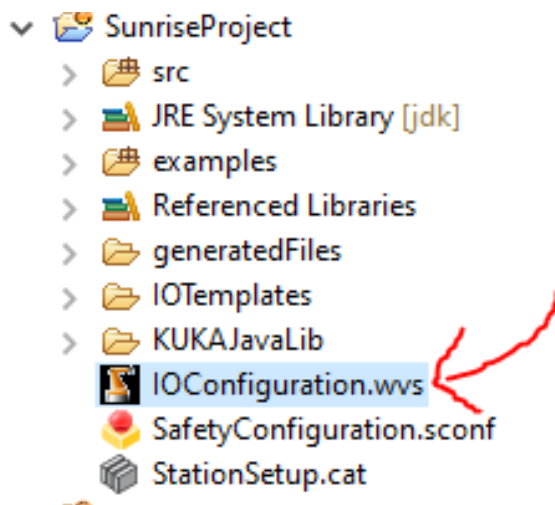 SunriseProject
src
JRE System Library [jdk]
examples
Referenced Libraries
generatedFiles
IOTemplates
KUKAJavaLib
IOConfiguration.wvs
SafetyConfiguration.sconf
StationSetup.cat